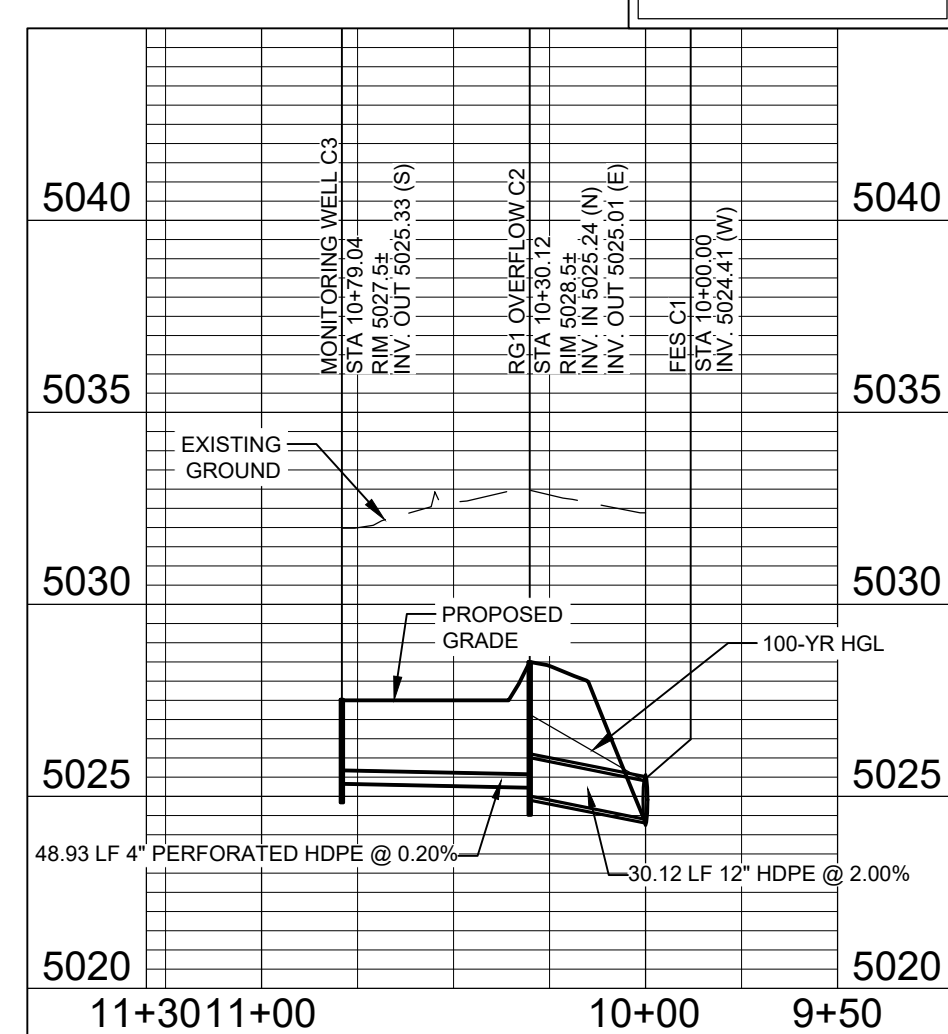 MONITORING WELL C3
STA 10+79.04
RIM 5027.5±
INV. OUT 5025.33 (S)
RG1 OVERFLOW C2
STA 10+30.12
RIM 5028.5±
INV. IN 5025.24 (N)
INV. OUT 5025.01 (E)
FES C1
STA 10+00.00
INV. 5024.41 (W)
5040
5040
5035
5035
EXISTING
GROUND
5030
5030
PROPOSED
GRADE
100-YR HGL
5025
5025
48.93 LF 4" PERFORATED HDPE @ 0.20%
30.12 LF 12" HDPE @ 2.00%
5020
5020
11+30 11+00 10+00 9+50